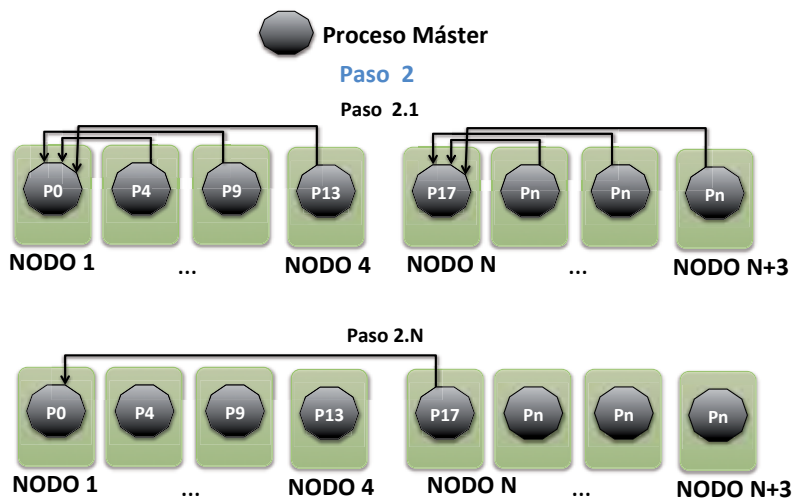 Proceso Máster
Paso 2
Paso 2.1
P0 P4 P9 P13 P17 Pn Pn Pn
NODO 1 ... NODO 4 NODO N ... NODO N+3
Paso 2.N
P0 P4 P9 P13 P17 Pn Pn Pn
NODO 1 ... NODO 4 NODO N ... NODO N+3